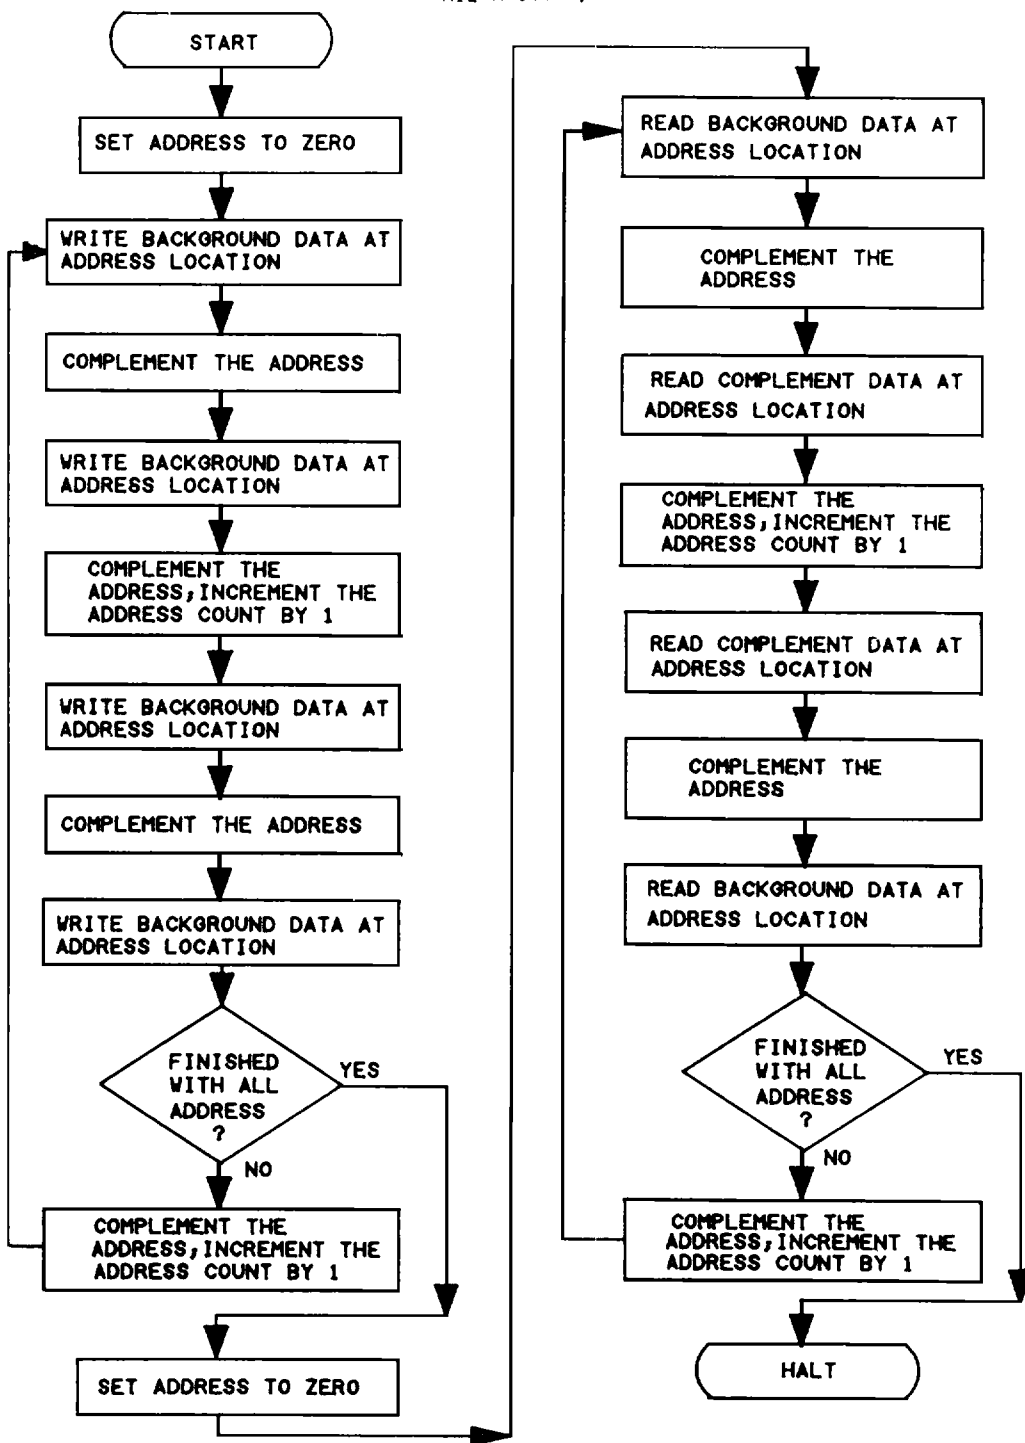 START
SET ADDRESS TO ZERO
WRITE BACKGROUND DATA AT
ADDRESS LOCATION
COMPLEMENT THE ADDRESS
WRITE BACKGROUND DATA AT
ADDRESS LOCATION
COMPLEMENT THE
ADDRESS, INCREMENT THE
ADDRESS COUNT BY 1
WRITE BACKGROUND DATA AT
ADDRESS LOCATION
COMPLEMENT THE ADDRESS
WRITE BACKGROUND DATA AT
ADDRESS LOCATION
FINISHED
WITH ALL
ADDRESS
?
YES
NO
COMPLEMENT THE
ADDRESS, INCREMENT THE
ADDRESS COUNT BY 1
SET ADDRESS TO ZERO
READ BACKGROUND DATA AT
ADDRESS LOCATION
COMPLEMENT THE
ADDRESS
READ COMPLEMENT DATA AT
ADDRESS LOCATION
COMPLEMENT THE
ADDRESS, INCREMENT THE
ADDRESS COUNT BY 1
READ COMPLEMENT DATA AT
ADDRESS LOCATION
COMPLEMENT THE
ADDRESS
READ BACKGROUND DATA AT
ADDRESS LOCATION
FINISHED
WITH ALL
ADDRESS
?
YES
NO
COMPLEMENT THE
ADDRESS, INCREMENT THE
ADDRESS COUNT BY 1
HALT